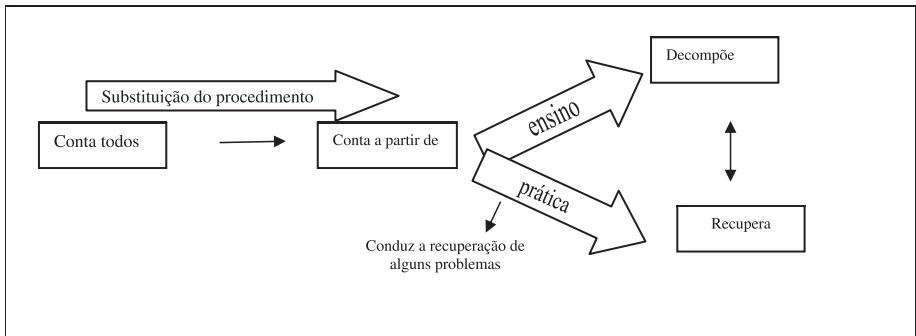 Substituição do procedimento
Conta todos
Conta a partir de
ensino
prática
Decompõe
Recupera
Conduz a recuperação de
alguns problemas